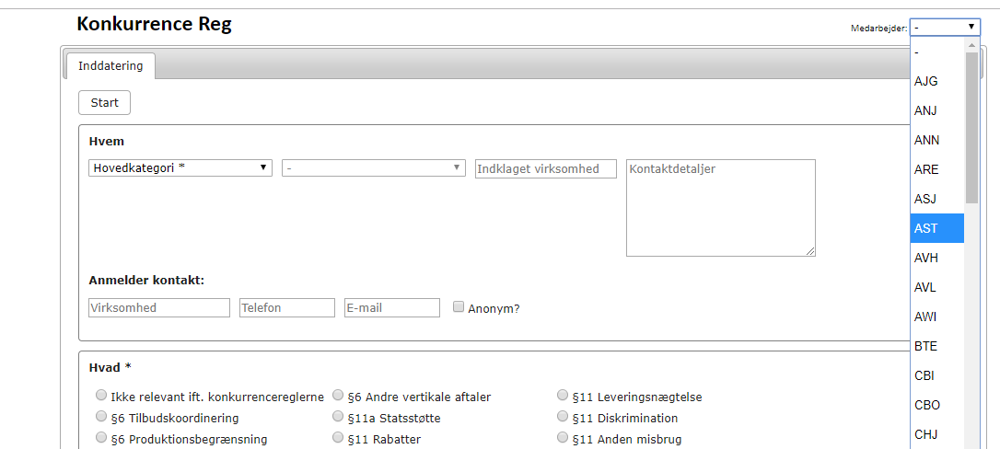 Konkurrence Reg
Medarbejder: -
Inddatering
Start
Hvem
Hovedkategori * - Indklaget virksomhed Kontaktdetaljer
Anmelder kontakt:
Virksomhed Telefon E-mail Anonym?
Hvad *
Ikke relevant ift. konkurrencereglerne §6 Andre vertikale aftaler §11 Leveringsnægtelse
§6 Tilbudskoordinering §11a Statsstøtte §11 Diskrimination
§6 Produktionsbegrænsning §11 Rabatter §11 Anden misbrug
-
AJG
ANJ
ANN
ARE
ASJ
AST
AVH
AVL
AWI
BTE
CBI
CBO
CHJ